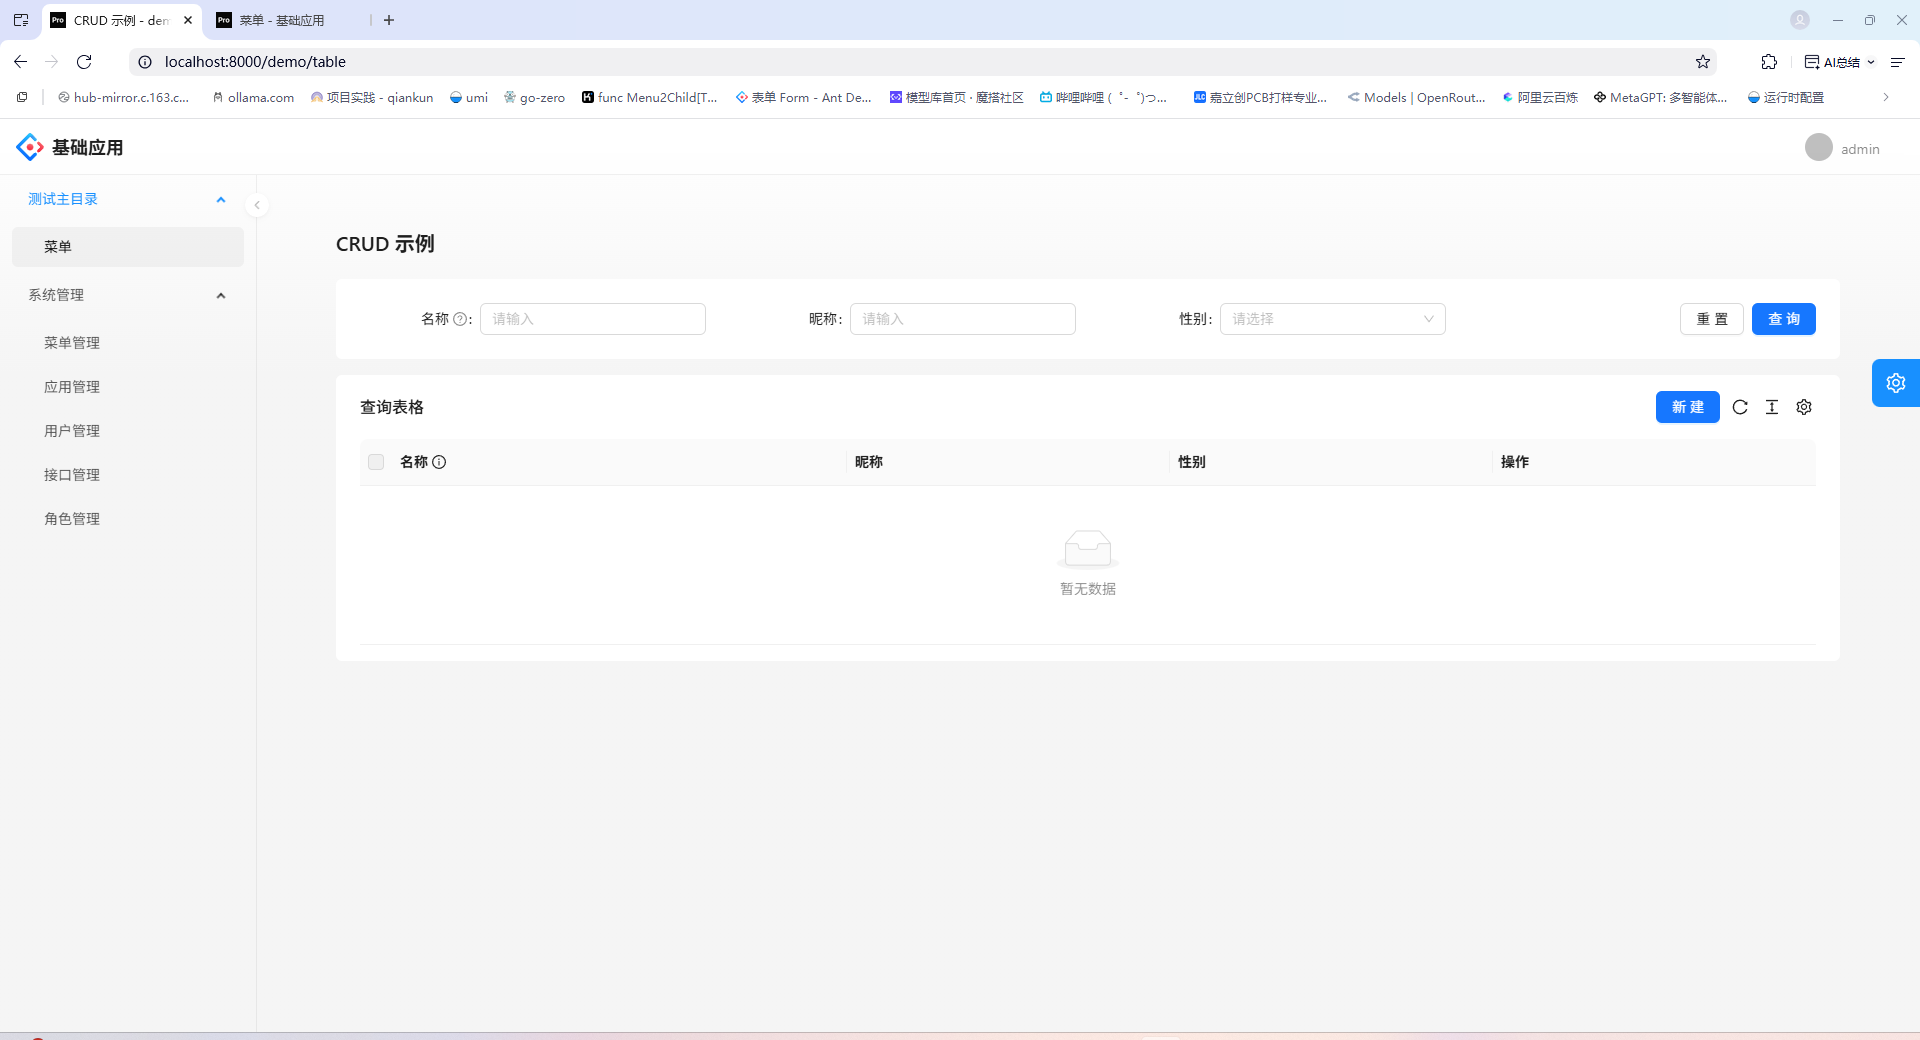 CRUD 示例 - dem
菜单 - 基础应用
localhost:8000/demo/table
AI总结
hub-mirror.c.163.c...
ollama.com
项目实践 - qiankun
umi
go-zero
func Menu2Child[T...
表单 Form - Ant De...
模型库首页 · 魔搭社区
哔哩哔哩 (゜-゜)つ...
嘉立创PCB打样专业...
Models | OpenRout...
阿里云百炼
MetaGPT: 多智能体...
运行时配置
基础应用
admin
测试主目录
菜单
系统管理
菜单管理
应用管理
用户管理
接口管理
角色管理
CRUD 示例
名称 ? : 请输入
昵称: 请输入
性别: 请选择
重 置
查 询
查询表格
新 建
名称
昵称
性别
操作
暂无数据